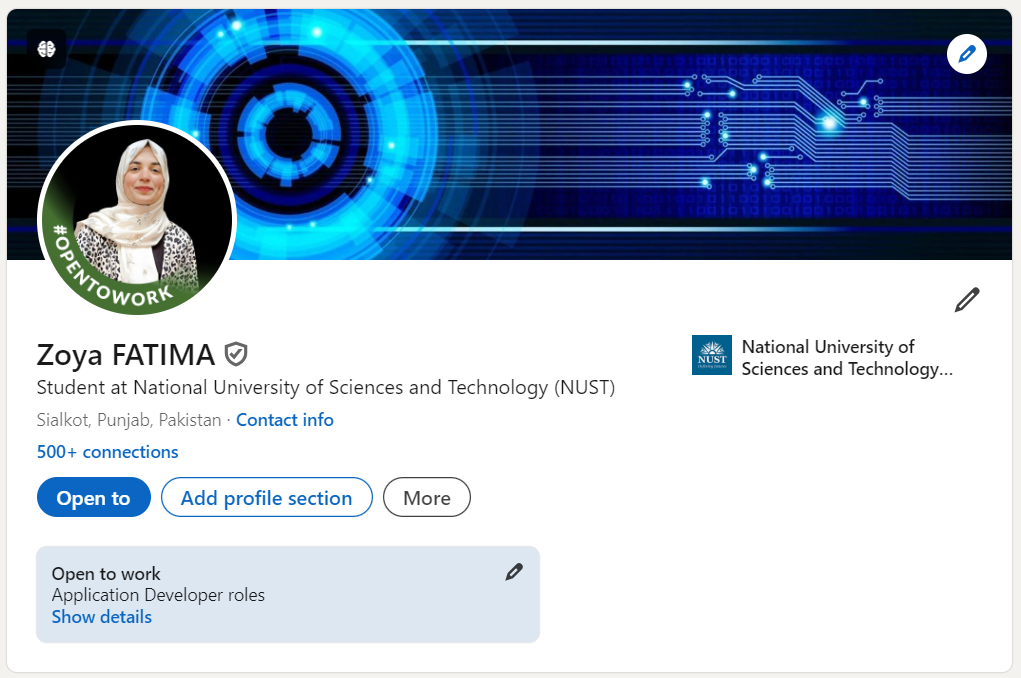 #OPENTOWORK
Zoya FATIMA
Student at National University of Sciences and Technology (NUST)
Sialkot, Punjab, Pakistan · Contact info
500+ connections
Open to
Add profile section
More
NUST
National University of
Sciences and Technology...
Open to work
Application Developer roles
Show details